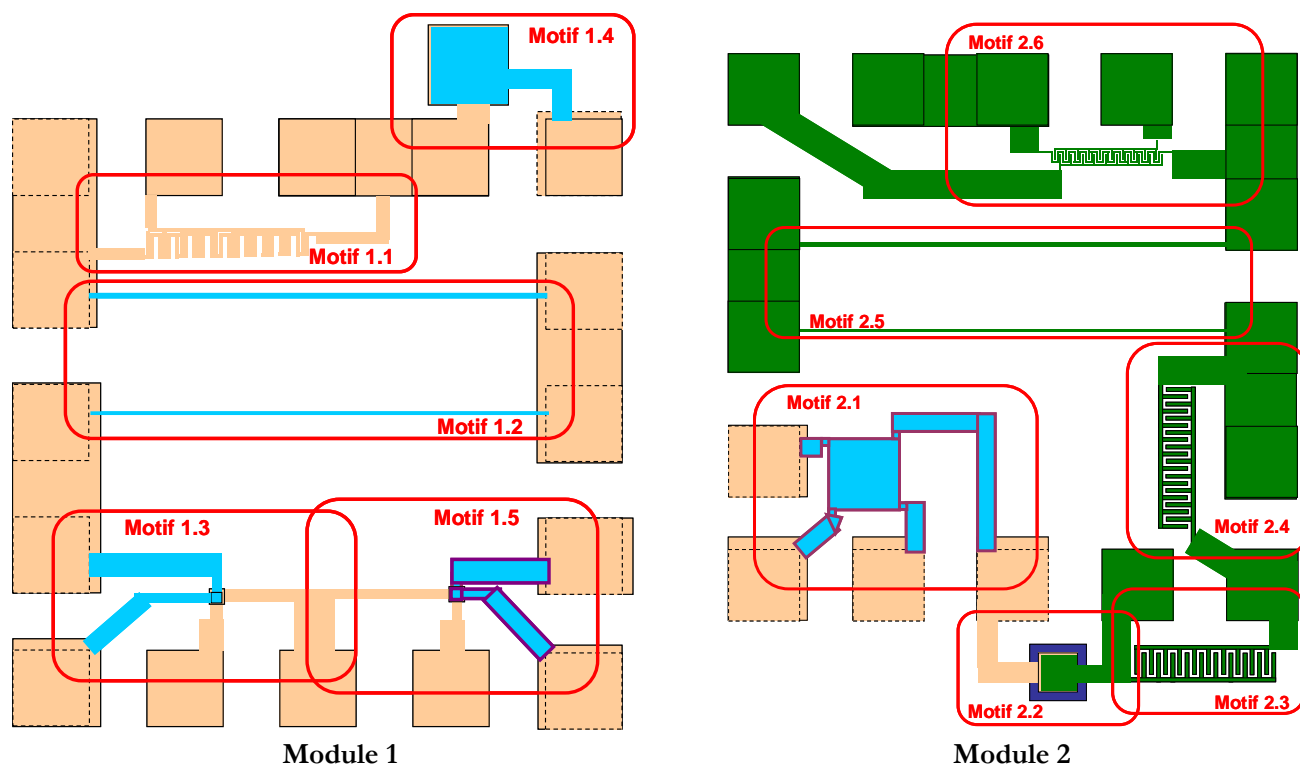 Motif 1.4
Motif 1.1
Motif 1.2
Motif 1.3
Motif 1.5
Module 1
Motif 2.6
Motif 2.5
Motif 2.1
Motif 2.4
Motif 2.2
Motif 2.3
Module 2